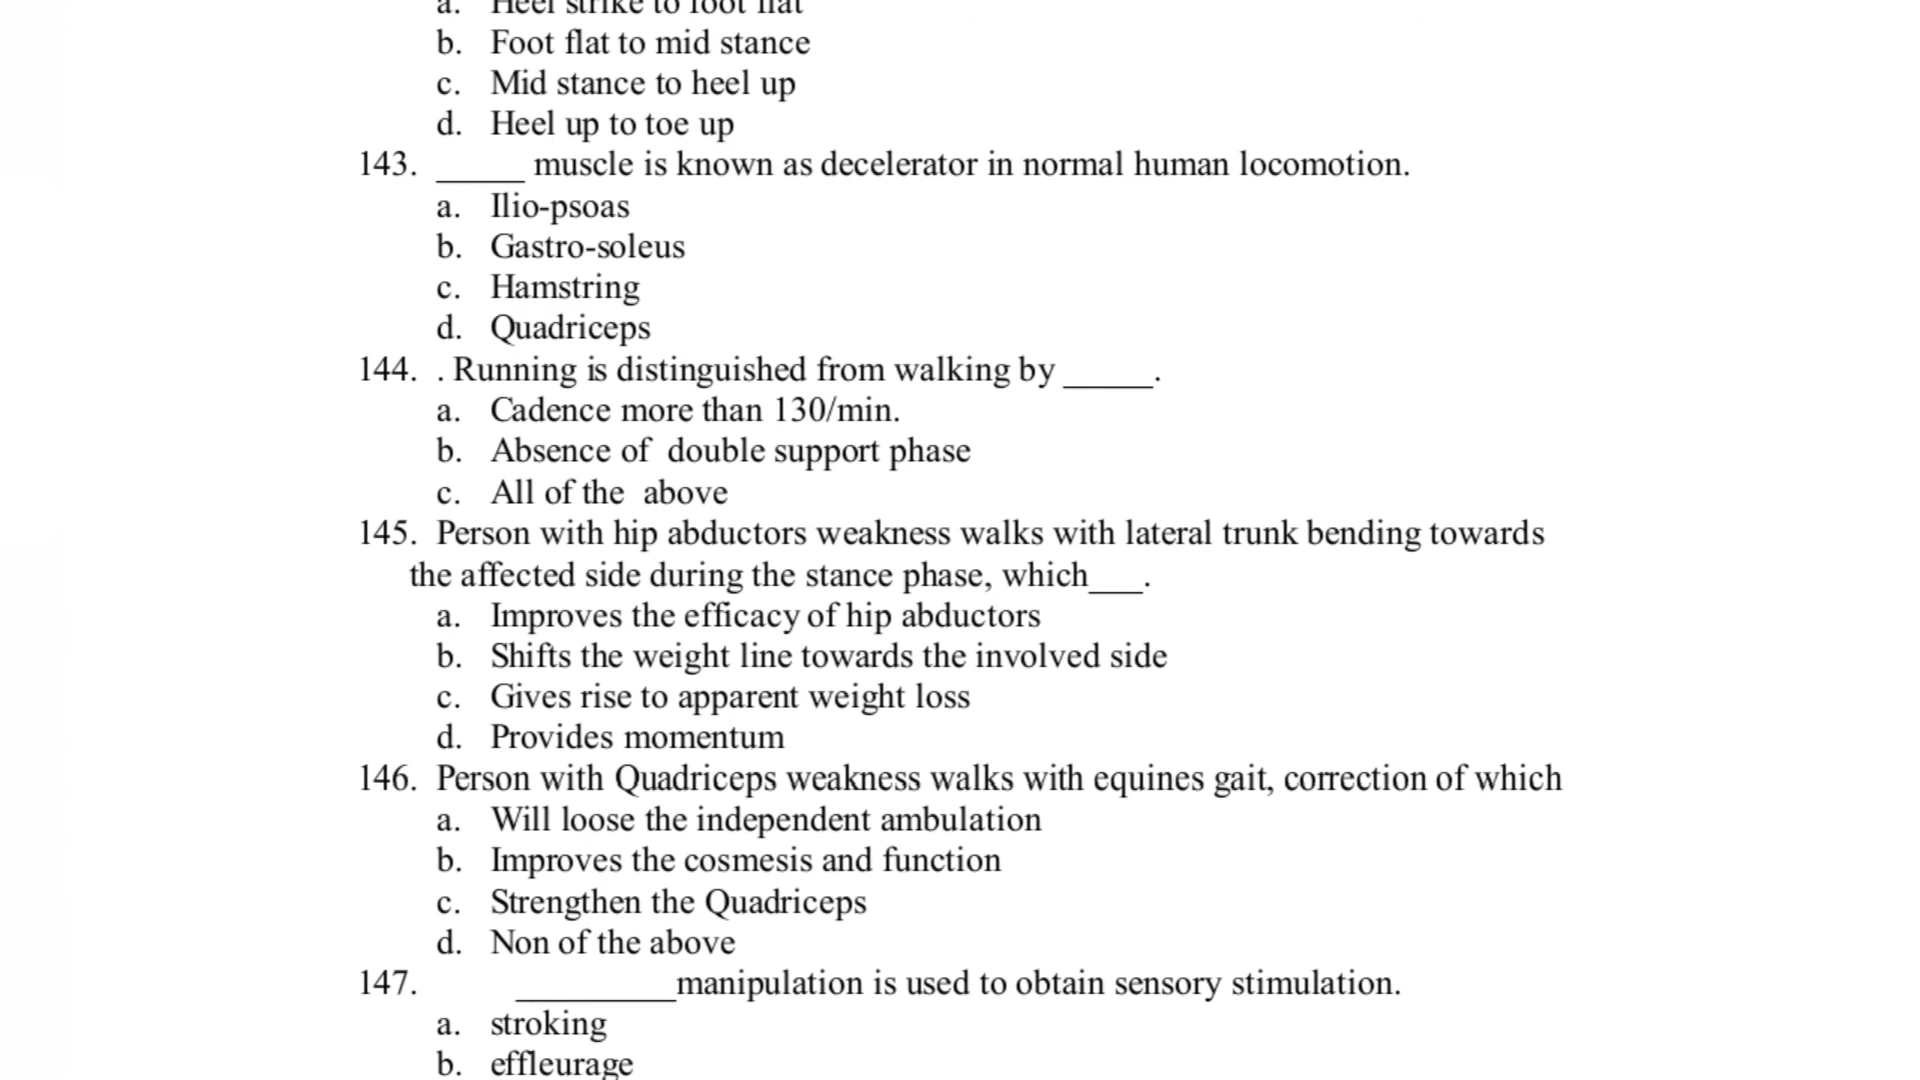 a. Heel strike to foot flat
b. Foot flat to mid stance
c. Mid stance to heel up
d. Heel up to toe up
143. _____ muscle is known as decelerator in normal human locomotion.
a. Ilio-psoas
b. Gastro-soleus
c. Hamstring
d. Quadriceps
144. . Running is distinguished from walking by _____.
a. Cadence more than 130/min.
b. Absence of double support phase
c. All of the above
145. Person with hip abductors weakness walks with lateral trunk bending towards
the affected side during the stance phase, which___.
a. Improves the efficacy of hip abductors
b. Shifts the weight line towards the involved side
c. Gives rise to apparent weight loss
d. Provides momentum
146. Person with Quadriceps weakness walks with equines gait, correction of which
a. Will loose the independent ambulation
b. Improves the cosmesis and function
c. Strengthen the Quadriceps
d. Non of the above
147. _________manipulation is used to obtain sensory stimulation.
a. stroking
b. effleurage